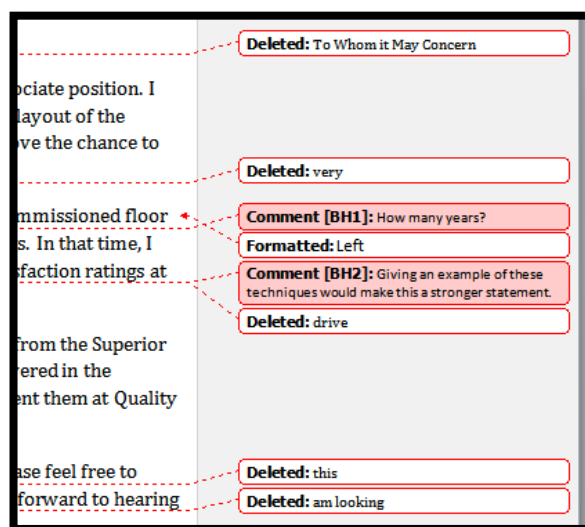 Deleted: To Whom it May Concern
ociate position. I
layout of the
ove the chance to
Deleted: very
mmissioned floor
Comment [BH1]: How many years?
s. In that time, I
Formatted: Left
sfaction ratings at
Comment [BH2]: Giving an example of these
techniques would make this a stronger statement.
Deleted: drive
from the Superior
vered in the
ent them at Quality
ase feel free to
Deleted: this
forward to hearing
Deleted: am looking